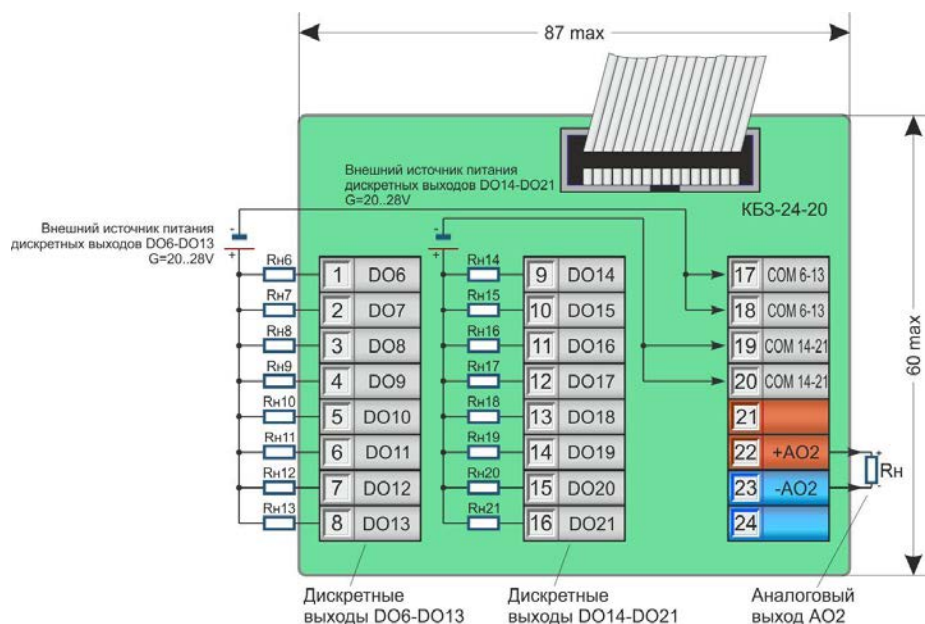 87 max
Внешний источник питания
дискретных выходов DO14-DO21
G=20..28V
КБЗ-24-20
Внешний источник питания
дискретных выходов DO6-DO13
G=20..28V
-
+
-
+
Rн6
1 DO6
Rн7
2 DO7
Rн8
3 DO8
Rн9
4 DO9
Rн10
5 DO10
Rн11
6 DO11
Rн12
7 DO12
Rн13
8 DO13
Rн14
9 DO14
Rн15
10 DO15
Rн16
11 DO16
Rн17
12 DO17
Rн18
13 DO18
Rн19
14 DO19
Rн20
15 DO20
Rн21
16 DO21
17 COM 6-13
18 COM 6-13
19 COM 14-21
20 COM 14-21
21
22 +AO2
23 -AO2
24
+
Rн
-
60 max
Дискретные
выходы DO6-DO13
Дискретные
выходы DO14-DO21
Аналоговый
выход AO2